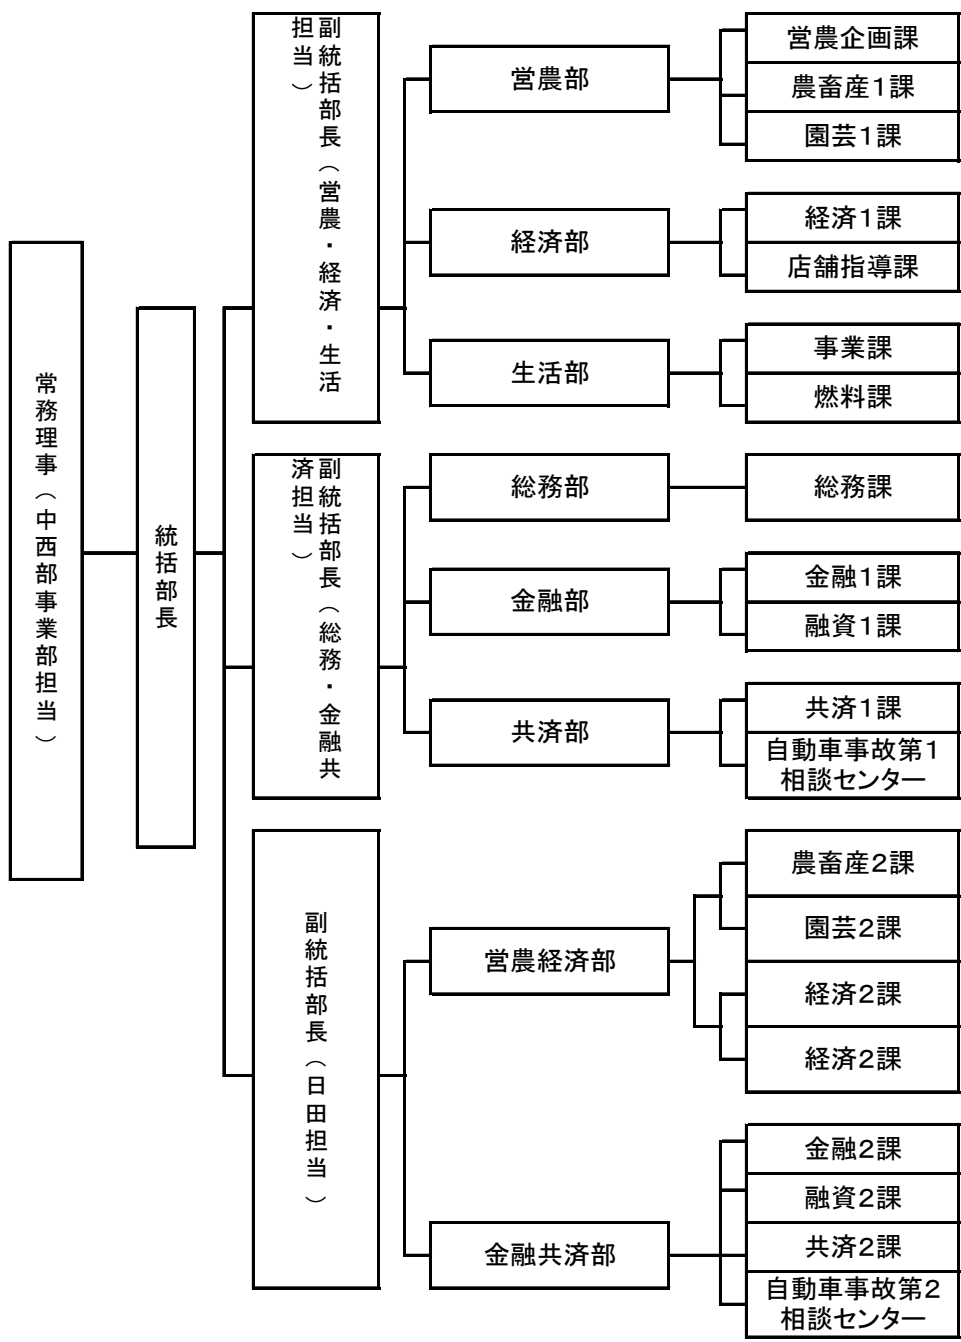 常務理事（中西部事業部担当）
統括部長
副統括部長（営農・経済・生活
担当）
営農部
営農企画課
農畜産１課
園芸１課
経済部
経済１課
店舗指導課
生活部
事業課
燃料課
副統括部長（総務・金融共
済担当）
総務部
総務課
金融部
金融１課
融資１課
共済部
共済１課
自動車事故第１
相談センター
副統括部長（日田担当）
営農経済部
農畜産２課
園芸２課
経済２課
経済２課
金融共済部
金融２課
融資２課
共済２課
自動車事故第２
相談センター